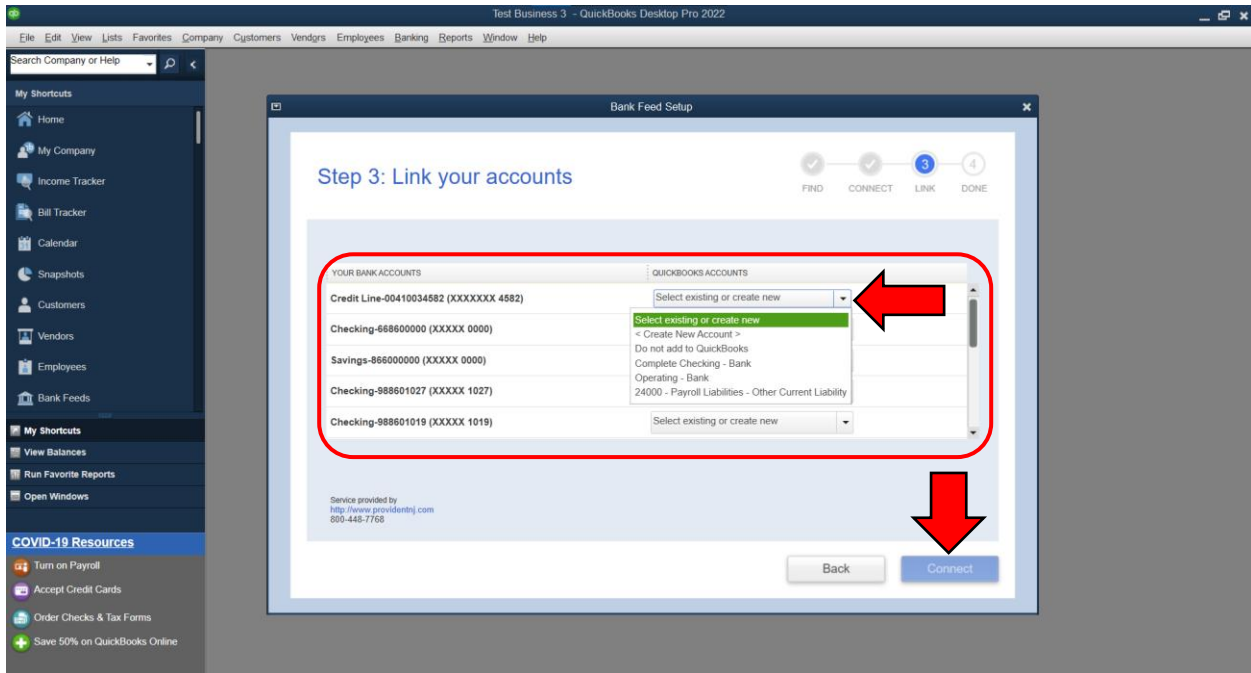 Test Business 3 - QuickBooks Desktop Pro 2022
File Edit View Lists Favorites Company Customers Vendors Employees Banking Reports Window Help
Search Company or Help
My Shortcuts
Home
My Company
Income Tracker
Bill Tracker
Calendar
Snapshots
Customers
Vendors
Employees
Bank Feeds
My Shortcuts
View Balances
Run Favorite Reports
Open Windows
COVID-19 Resources
Turn on Payroll
Accept Credit Cards
Order Checks & Tax Forms
Save 50% on QuickBooks Online
Bank Feed Setup
Step 3: Link your accounts
3 4
FIND CONNECT LINK DONE
YOUR BANK ACCOUNTS QUICKBOOKS ACCOUNTS
Credit Line-00410034582 (XXXXXXX 4582) Select existing or create new
Checking-668600000 (XXXXX 0000)
Savings-866000000 (XXXXX 0000)
Checking-988601027 (XXXXX 1027)
Select existing or create new
< Create New Account >
Do not add to QuickBooks
Complete Checking - Bank
Operating - Bank
24000 - Payroll Liabilities - Other Current Liability
Checking-988601019 (XXXXX 1019) Select existing or create new
Service provided by
http://www.providentnj.com
800-448-7768
Back Connect